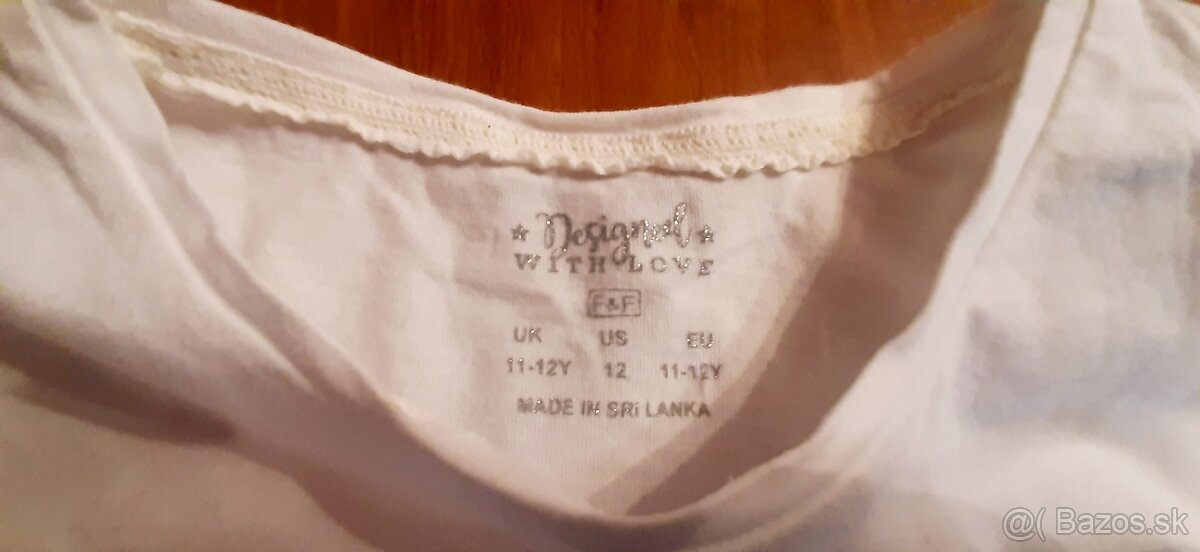 ★ Designed ★
WITH LOVE
F&F
UK US EU
11-12Y 12 11-12Y
MADE IN SRI LANKA
@( Bazos.sk